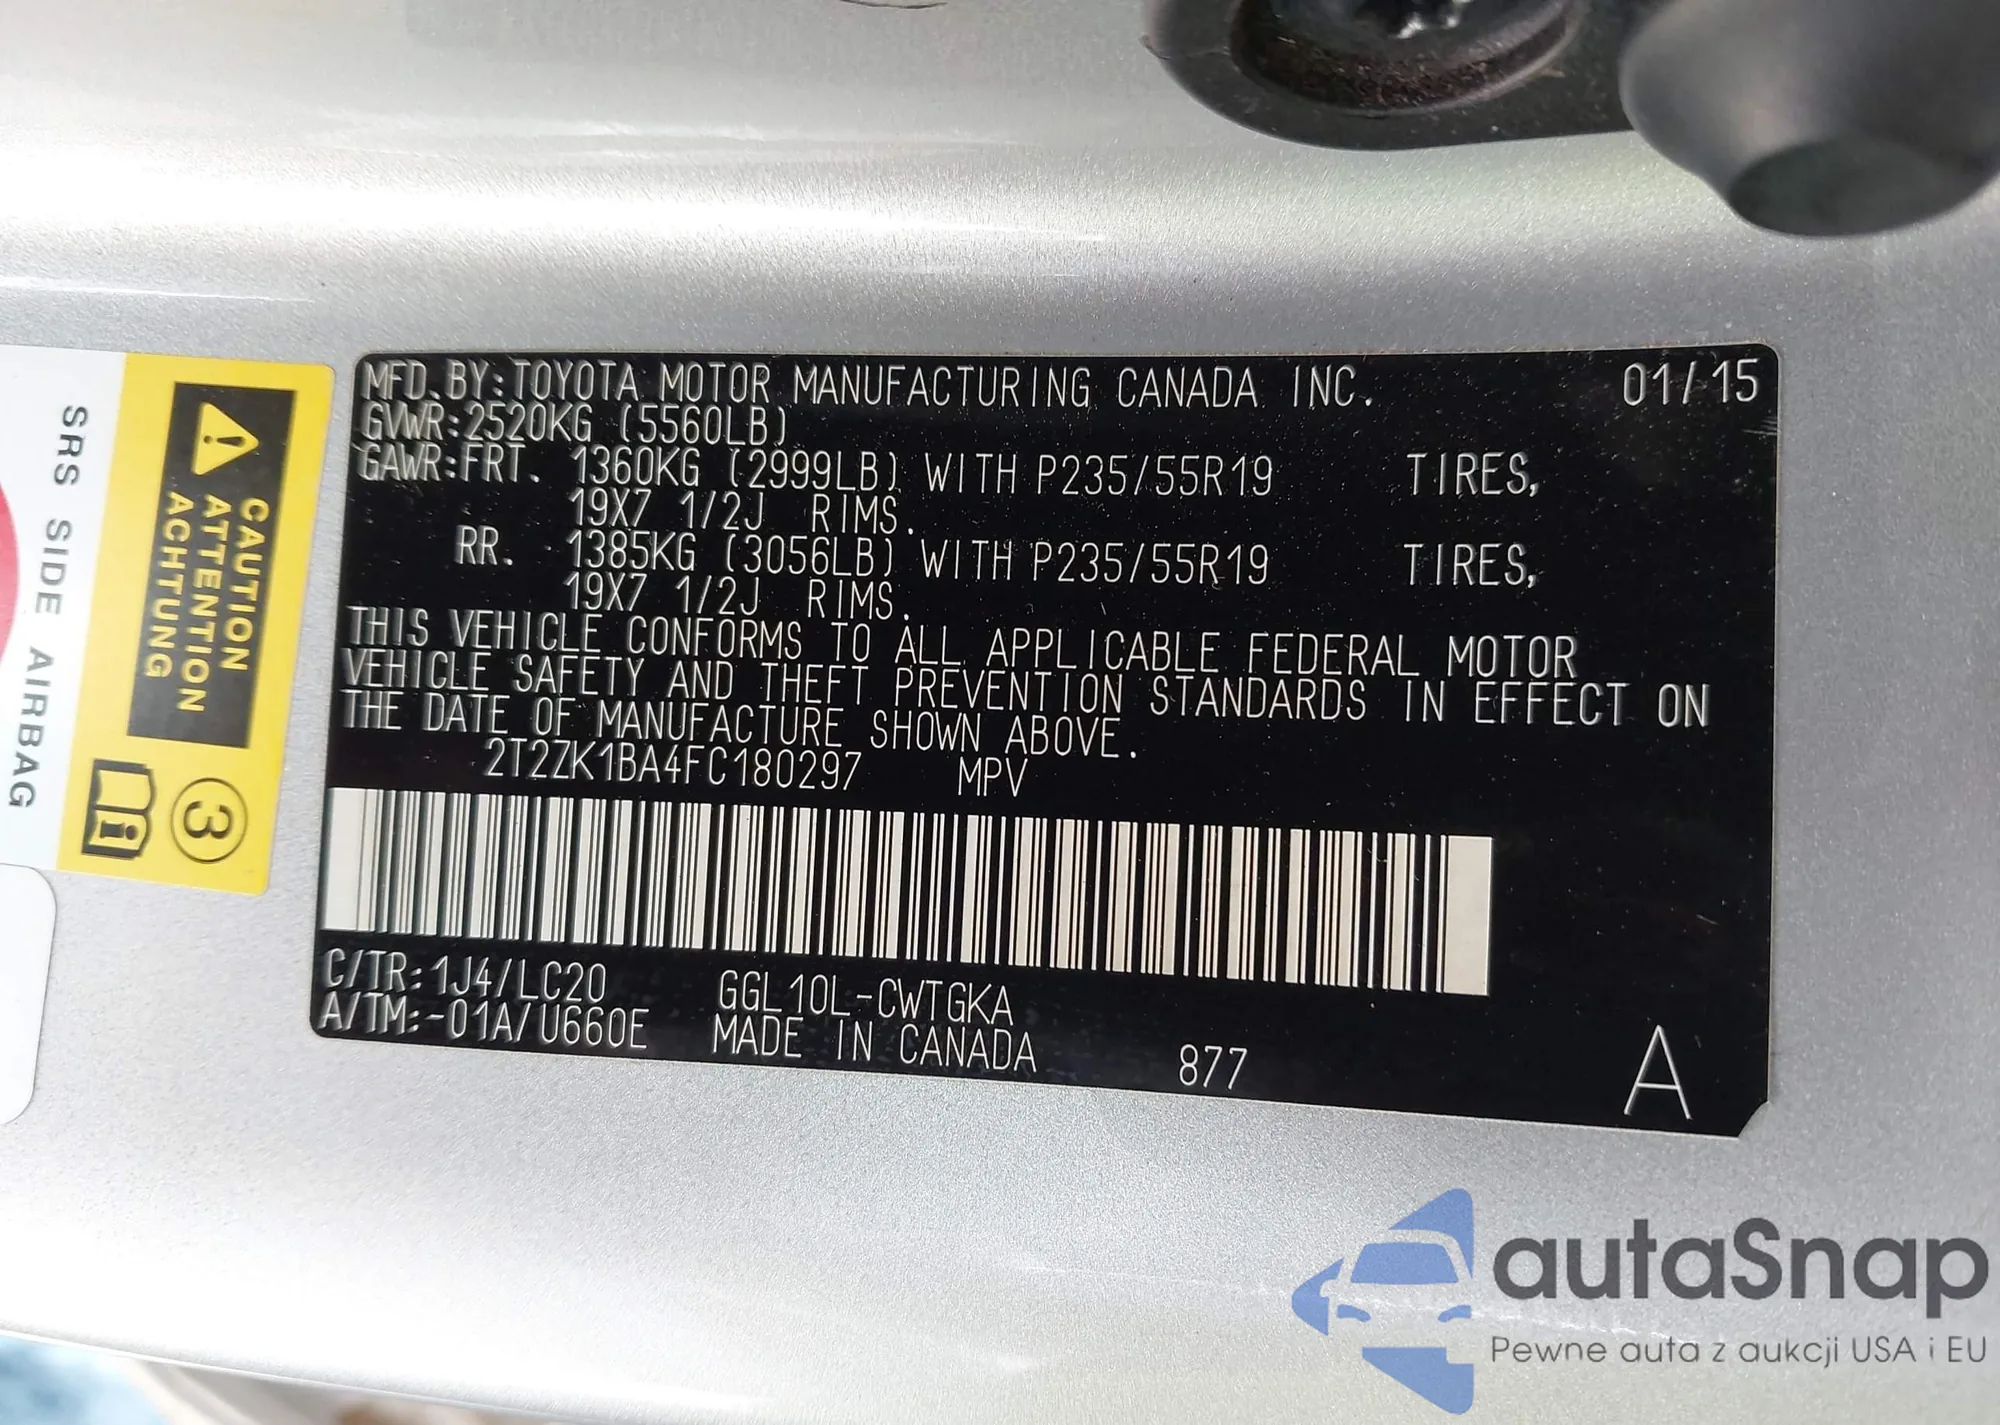 MFD.BY:TOYOTA MOTOR MANUFACTURING CANADA INC. 01/15
GVWR:2520KG (5560LB)
GAWR:FRT. 1360KG (2999LB) WITH P235/55R19 TIRES,
19X7 1/2J RIMS.
RR. 1385KG (3056LB) WITH P235/55R19 TIRES,
19X7 1/2J RIMS.
THIS VEHICLE CONFORMS TO ALL APPLICABLE FEDERAL MOTOR
VEHICLE SAFETY AND THEFT PREVENTION STANDARDS IN EFFECT ON
THE DATE OF MANUFACTURE SHOWN ABOVE.
2T2ZK1BA4FC180297 MPV
C/TR:1J4/LC20 GGL10L-CWTGKA
A/TM:-01A/U660E MADE IN CANADA 877 A
CAUTION
ATTENTION
ACHTUNG
3
SRS SIDE AIRBAG
autaSnap
Pewne auta z aukcji USA i EU